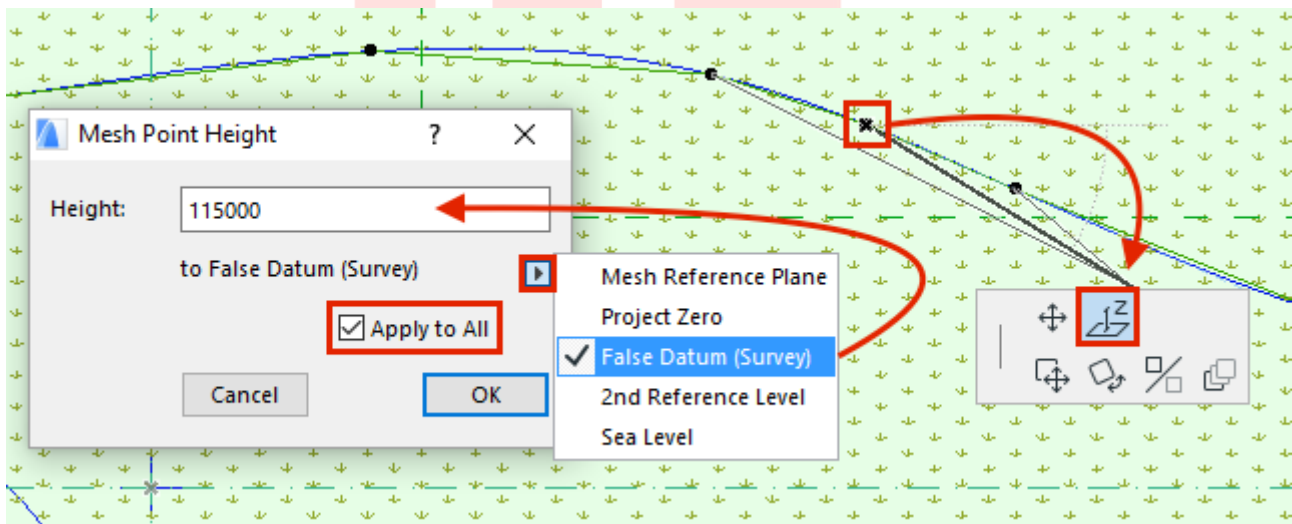 Mesh Point Height ? ×
Height: 115000
to False Datum (Survey)
Apply to All
Cancel OK
Mesh Reference Plane
Project Zero
False Datum (Survey)
2nd Reference Level
Sea Level
Z